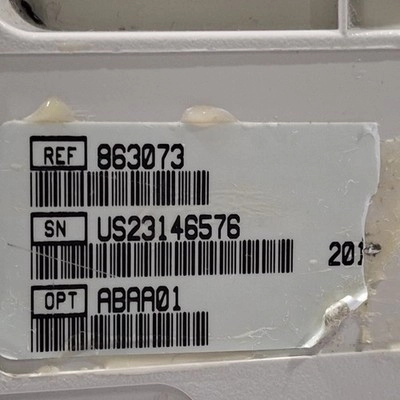 REF 863073
SN US23146576
201
OPT ABAA01